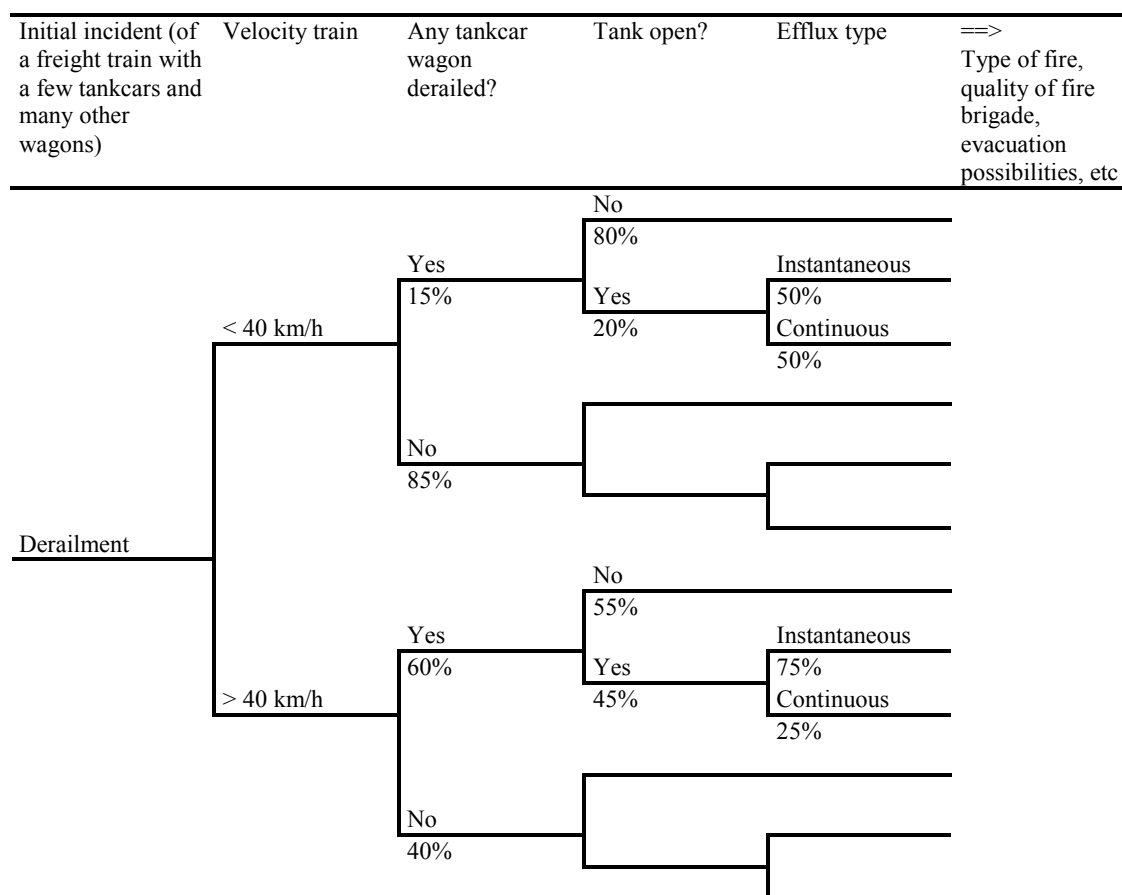 Initial incident (of
a freight train with
a few tankcars and
many other
wagons)
Velocity train
Any tankcar
wagon
derailed?
Tank open?
Efflux type
==>
Type of fire,
quality of fire
brigade,
evacuation
possibilities, etc
No
80%
Yes
15%
Instantaneous
50%
Yes
20%
< 40 km/h
Continuous
50%
No
85%
Derailment
No
55%
Yes
60%
Instantaneous
75%
Yes
45%
> 40 km/h
Continuous
25%
No
40%